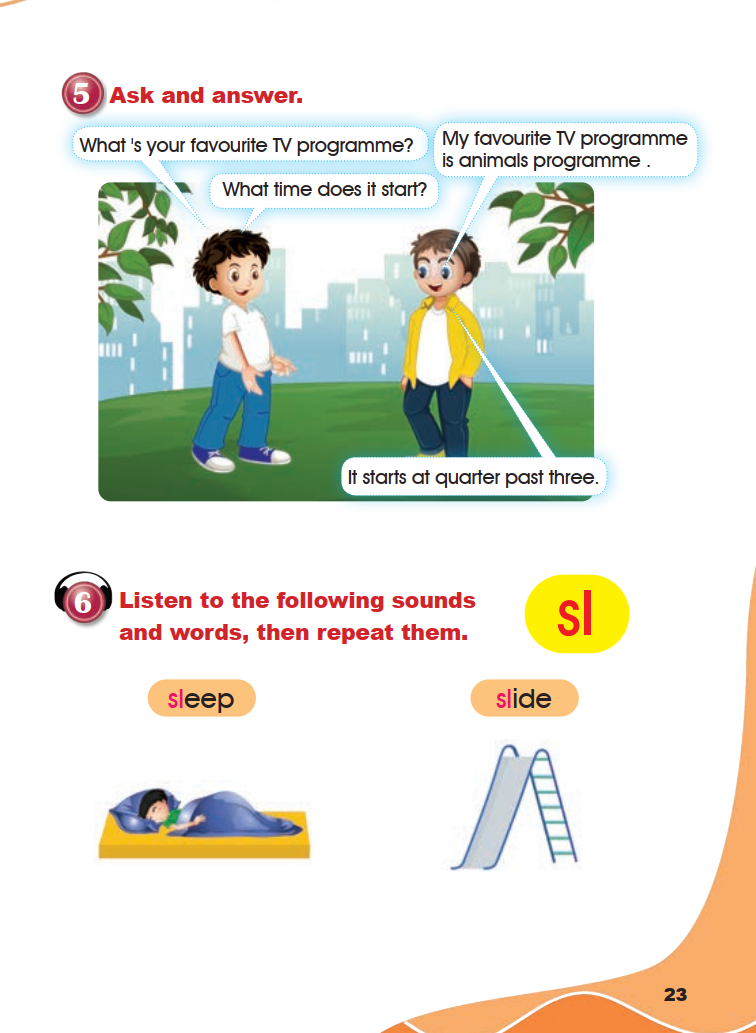 5 Ask and answer.
What 's your favourite TV programme?
My favourite TV programme
is animals programme .
What time does it start?
It starts at quarter past three.
6 Listen to the following sounds
and words, then repeat them.
sl
sleep
slide
23